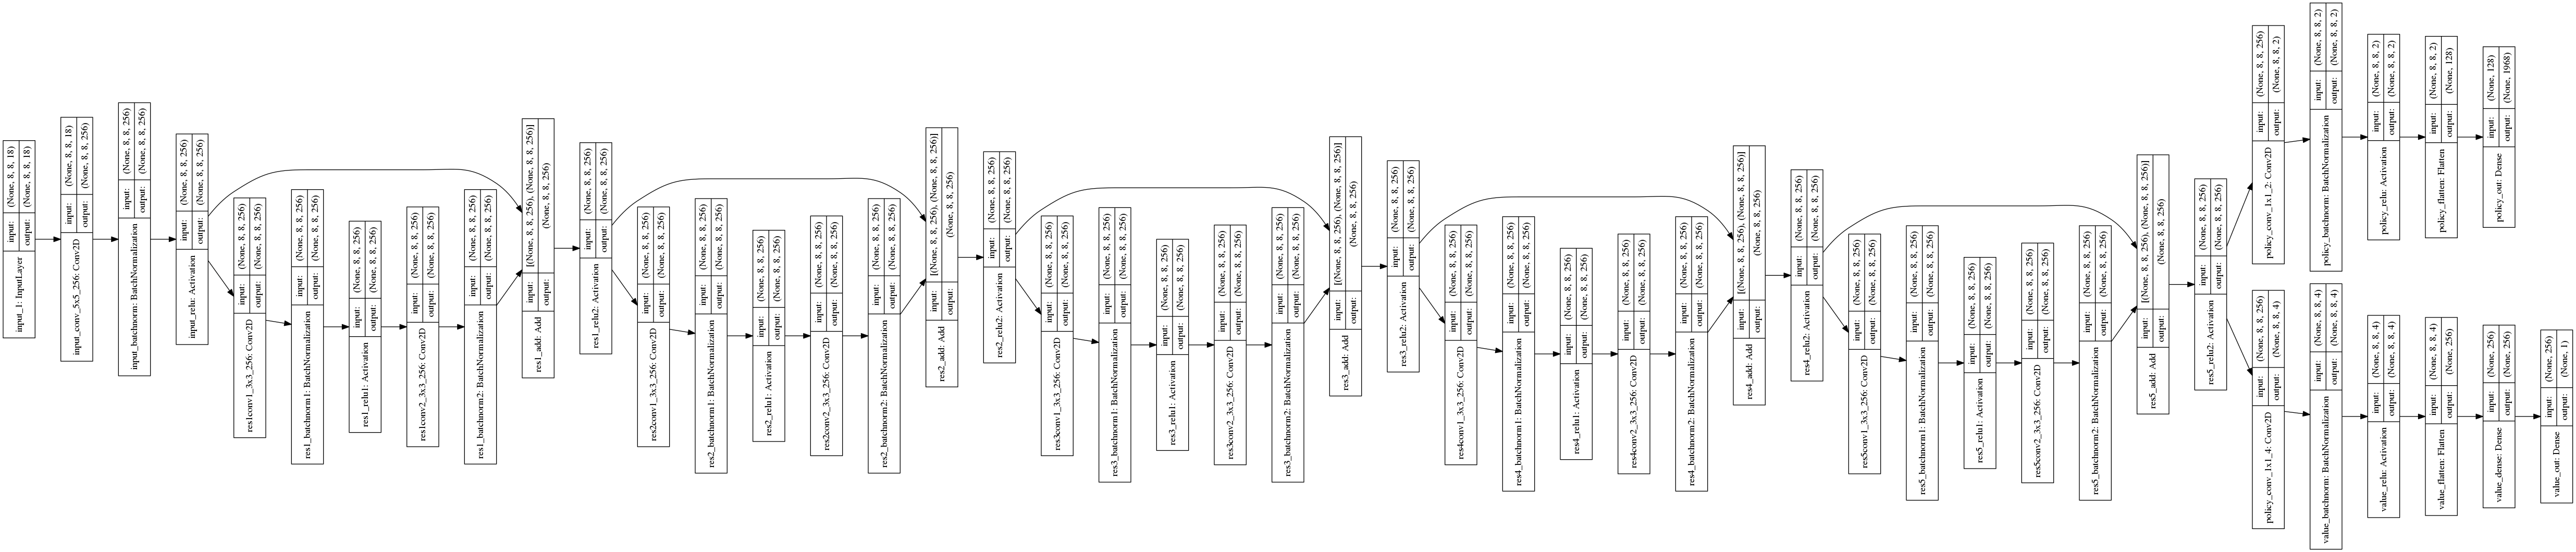 input_1: InputLayer
input: (None, 8, 8, 18)
output: (None, 8, 8, 18)
input_conv_5x5_256: Conv2D
input: (None, 8, 8, 18)
output: (None, 8, 8, 256)
input_batchnorm: BatchNormalization
input: (None, 8, 8, 256)
output: (None, 8, 8, 256)
input_relu: Activation
input: (None, 8, 8, 256)
output: (None, 8, 8, 256)
res1conv1_3x3_256: Conv2D
input: (None, 8, 8, 256)
output: (None, 8, 8, 256)
res1_batchnorm1: BatchNormalization
input: (None, 8, 8, 256)
output: (None, 8, 8, 256)
res1_relu1: Activation
input: (None, 8, 8, 256)
output: (None, 8, 8, 256)
res1conv2_3x3_256: Conv2D
input: (None, 8, 8, 256)
output: (None, 8, 8, 256)
res1_batchnorm2: BatchNormalization
input: (None, 8, 8, 256)
output: (None, 8, 8, 256)
res1_add: Add
input: [(None, 8, 8, 256), (None, 8, 8, 256)]
output: (None, 8, 8, 256)
res1_relu2: Activation
input: (None, 8, 8, 256)
output: (None, 8, 8, 256)
res2conv1_3x3_256: Conv2D
input: (None, 8, 8, 256)
output: (None, 8, 8, 256)
res2_batchnorm1: BatchNormalization
input: (None, 8, 8, 256)
output: (None, 8, 8, 256)
res2_relu1: Activation
input: (None, 8, 8, 256)
output: (None, 8, 8, 256)
res2conv2_3x3_256: Conv2D
input: (None, 8, 8, 256)
output: (None, 8, 8, 256)
res2_batchnorm2: BatchNormalization
input: (None, 8, 8, 256)
output: (None, 8, 8, 256)
res2_add: Add
input: [(None, 8, 8, 256), (None, 8, 8, 256)]
output: (None, 8, 8, 256)
res2_relu2: Activation
input: (None, 8, 8, 256)
output: (None, 8, 8, 256)
res3conv1_3x3_256: Conv2D
input: (None, 8, 8, 256)
output: (None, 8, 8, 256)
res3_batchnorm1: BatchNormalization
input: (None, 8, 8, 256)
output: (None, 8, 8, 256)
res3_relu1: Activation
input: (None, 8, 8, 256)
output: (None, 8, 8, 256)
res3conv2_3x3_256: Conv2D
input: (None, 8, 8, 256)
output: (None, 8, 8, 256)
res3_batchnorm2: BatchNormalization
input: (None, 8, 8, 256)
output: (None, 8, 8, 256)
res3_add: Add
input: [(None, 8, 8, 256), (None, 8, 8, 256)]
output: (None, 8, 8, 256)
res3_relu2: Activation
input: (None, 8, 8, 256)
output: (None, 8, 8, 256)
res4conv1_3x3_256: Conv2D
input: (None, 8, 8, 256)
output: (None, 8, 8, 256)
res4_batchnorm1: BatchNormalization
input: (None, 8, 8, 256)
output: (None, 8, 8, 256)
res4_relu1: Activation
input: (None, 8, 8, 256)
output: (None, 8, 8, 256)
res4conv2_3x3_256: Conv2D
input: (None, 8, 8, 256)
output: (None, 8, 8, 256)
res4_batchnorm2: BatchNormalization
input: (None, 8, 8, 256)
output: (None, 8, 8, 256)
res4_add: Add
input: [(None, 8, 8, 256), (None, 8, 8, 256)]
output: (None, 8, 8, 256)
res4_relu2: Activation
input: (None, 8, 8, 256)
output: (None, 8, 8, 256)
res5conv1_3x3_256: Conv2D
input: (None, 8, 8, 256)
output: (None, 8, 8, 256)
res5_batchnorm1: BatchNormalization
input: (None, 8, 8, 256)
output: (None, 8, 8, 256)
res5_relu1: Activation
input: (None, 8, 8, 256)
output: (None, 8, 8, 256)
res5conv2_3x3_256: Conv2D
input: (None, 8, 8, 256)
output: (None, 8, 8, 256)
res5_batchnorm2: BatchNormalization
input: (None, 8, 8, 256)
output: (None, 8, 8, 256)
res5_add: Add
input: [(None, 8, 8, 256), (None, 8, 8, 256)]
output: (None, 8, 8, 256)
res5_relu2: Activation
input: (None, 8, 8, 256)
output: (None, 8, 8, 256)
policy_conv_1x1_2: Conv2D
input: (None, 8, 8, 256)
output: (None, 8, 8, 2)
policy_batchnorm: BatchNormalization
input: (None, 8, 8, 2)
output: (None, 8, 8, 2)
policy_relu: Activation
input: (None, 8, 8, 2)
output: (None, 8, 8, 2)
policy_flatten: Flatten
input: (None, 8, 8, 2)
output: (None, 128)
policy_out: Dense
input: (None, 128)
output: (None, 1968)
policy_conv_1x1_4: Conv2D
input: (None, 8, 8, 256)
output: (None, 8, 8, 4)
value_batchnorm: BatchNormalization
input: (None, 8, 8, 4)
output: (None, 8, 8, 4)
value_relu: Activation
input: (None, 8, 8, 4)
output: (None, 8, 8, 4)
value_flatten: Flatten
input: (None, 8, 8, 4)
output: (None, 256)
value_dense: Dense
input: (None, 256)
output: (None, 256)
value_out: Dense
input: (None, 256)
output: (None, 1)